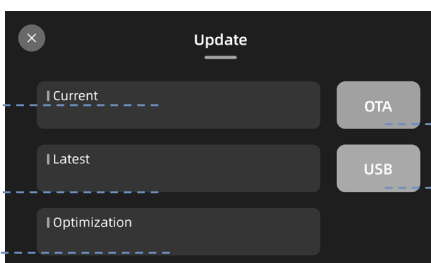 Update
Current
OTA
Latest
USB
Optimization